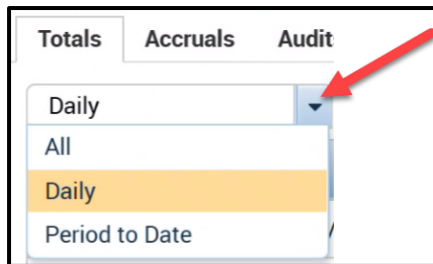 Totals Accruals Audit
Daily
All
Daily
Period to Date